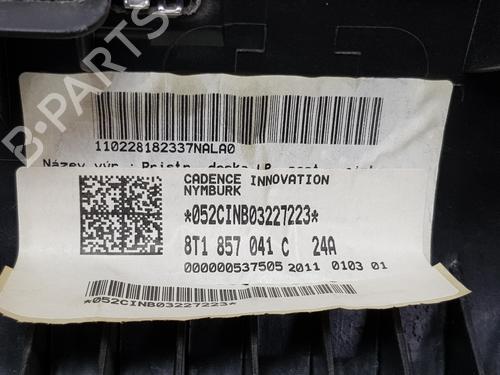 B-PARTS
110228182337NALA0
Název výr.: Pristr. deska LR
CADENCE INNOVATION
NYMBURK
*052CINB03227223*
8T1 857 041 C 24A
000000537505 2011 0103 01
*052CINB03227223*